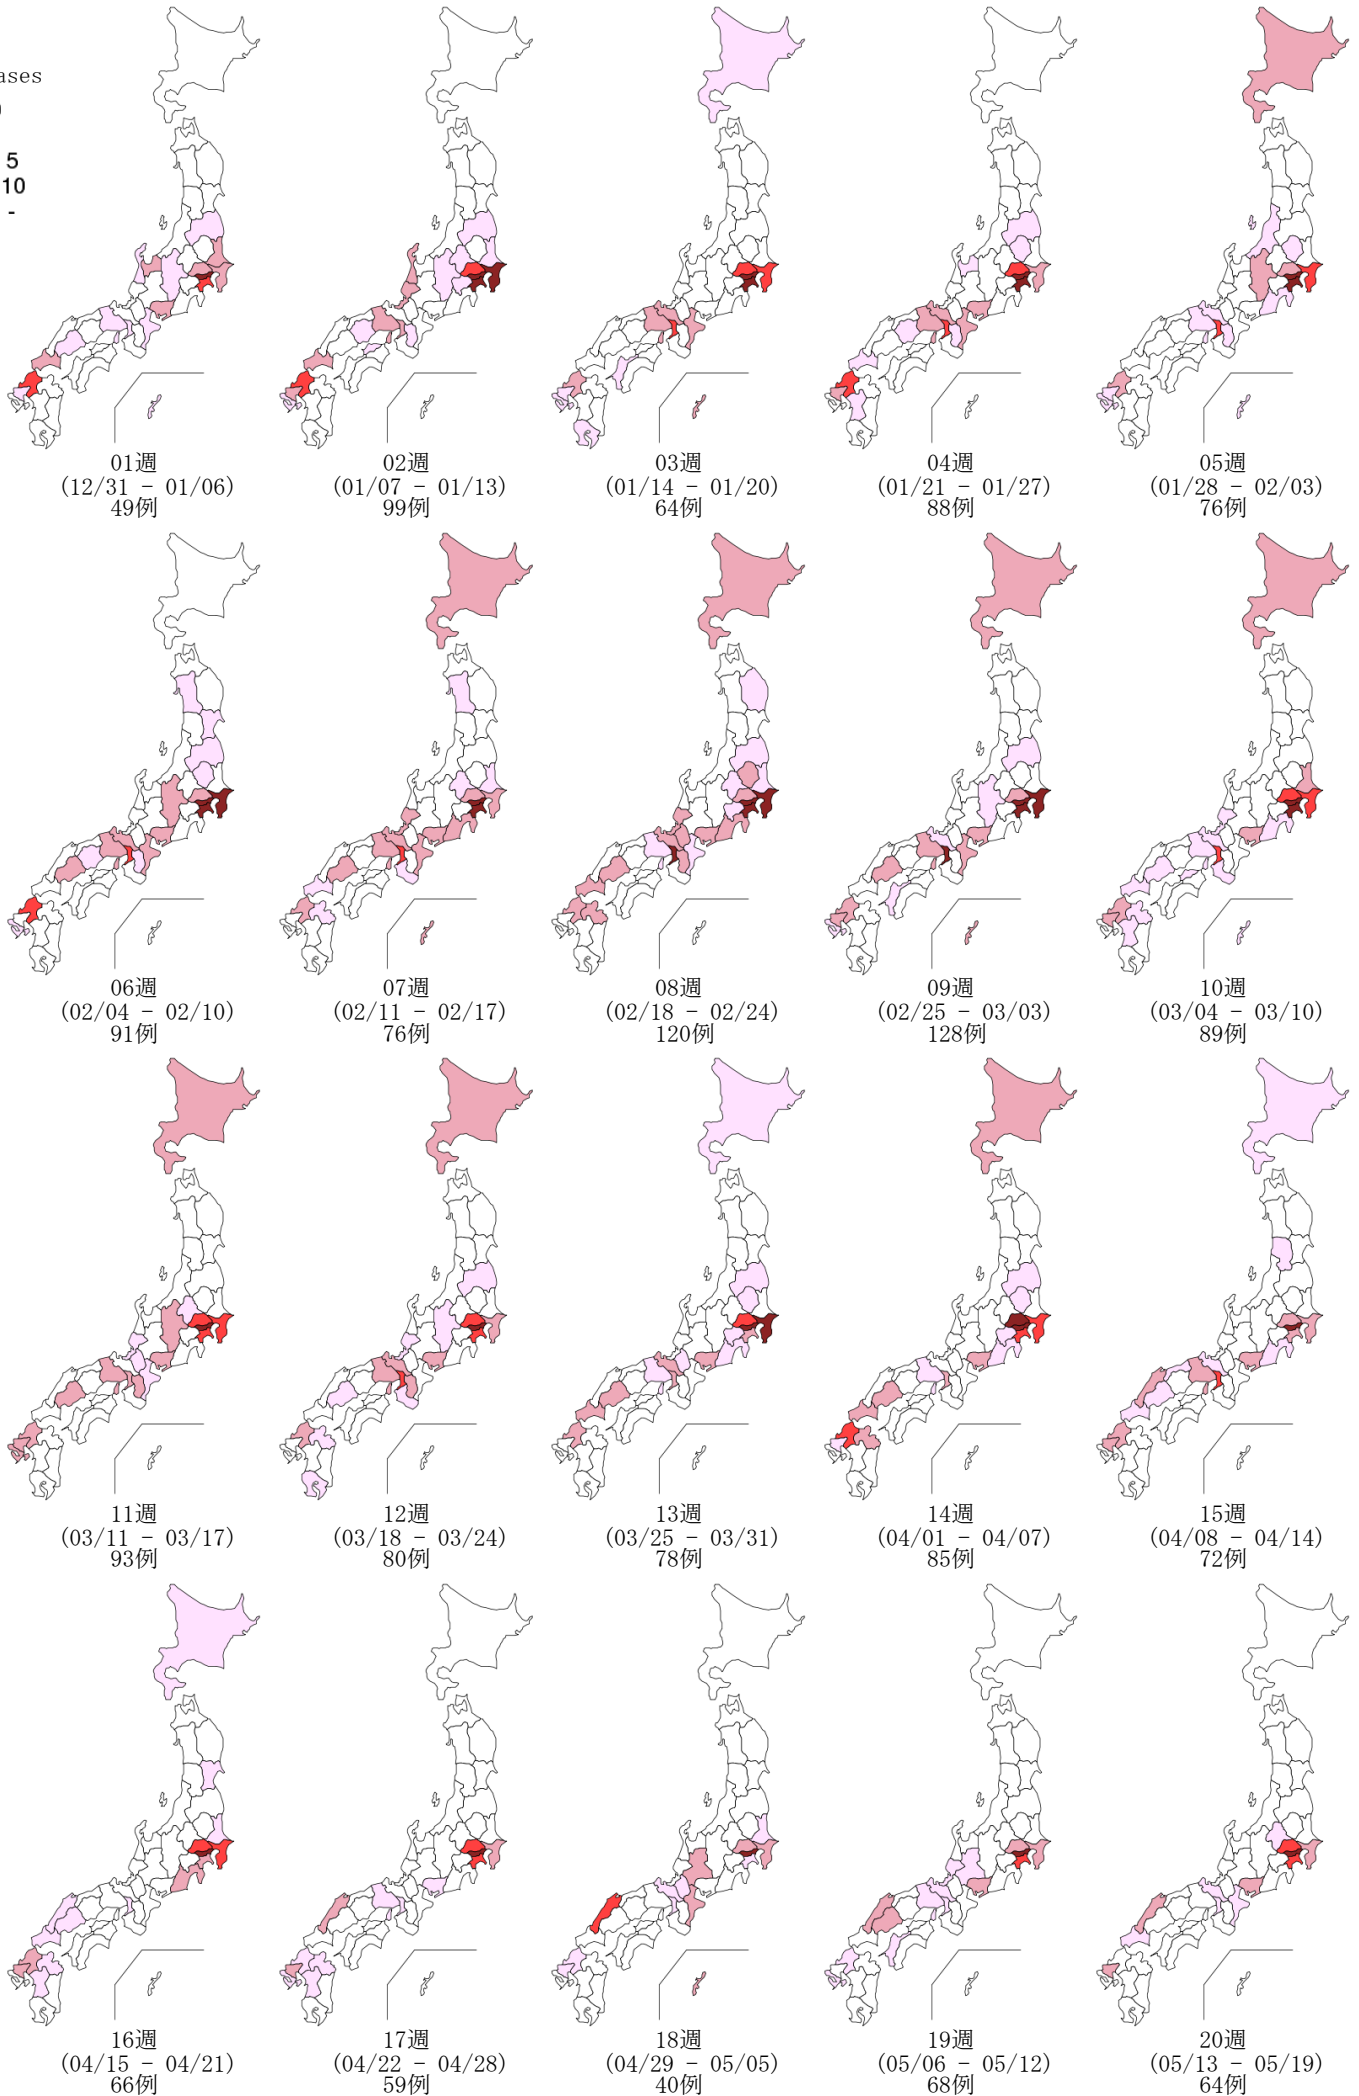 ases
5
10
-
01週
(12/31 - 01/06)
49例
02週
(01/07 - 01/13)
99例
03週
(01/14 - 01/20)
64例
04週
(01/21 - 01/27)
88例
05週
(01/28 - 02/03)
76例
06週
(02/04 - 02/10)
91例
07週
(02/11 - 02/17)
76例
08週
(02/18 - 02/24)
120例
09週
(02/25 - 03/03)
128例
10週
(03/04 - 03/10)
89例
11週
(03/11 - 03/17)
93例
12週
(03/18 - 03/24)
80例
13週
(03/25 - 03/31)
78例
14週
(04/01 - 04/07)
85例
15週
(04/08 - 04/14)
72例
16週
(04/15 - 04/21)
66例
17週
(04/22 - 04/28)
59例
18週
(04/29 - 05/05)
40例
19週
(05/06 - 05/12)
68例
20週
(05/13 - 05/19)
64例